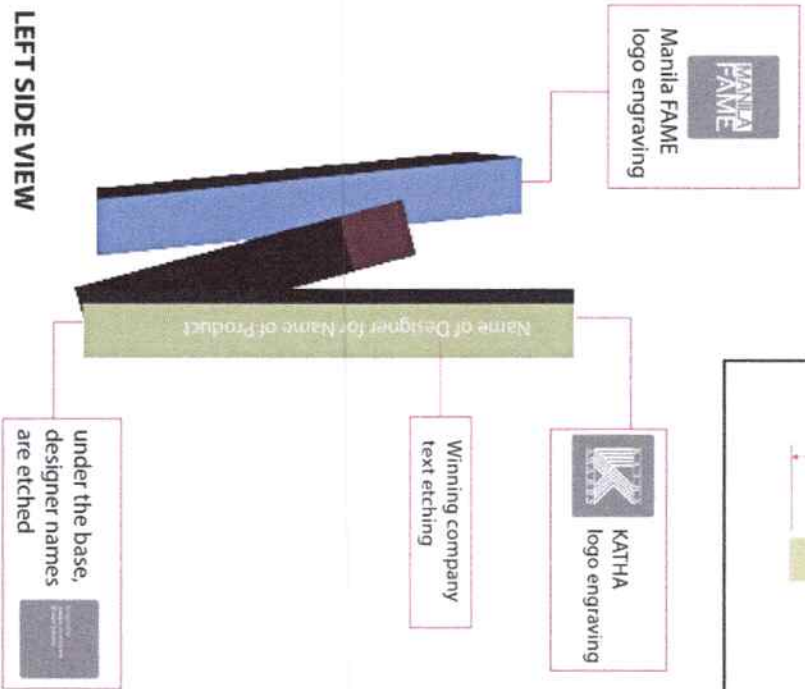 MANILA
FAME
Manila FAME
logo engraving
KATHA
logo engraving
Winning company
text etching
Name of Designer for Name of Product
under the base,
designer names
are etched
LEFT SIDE VIEW